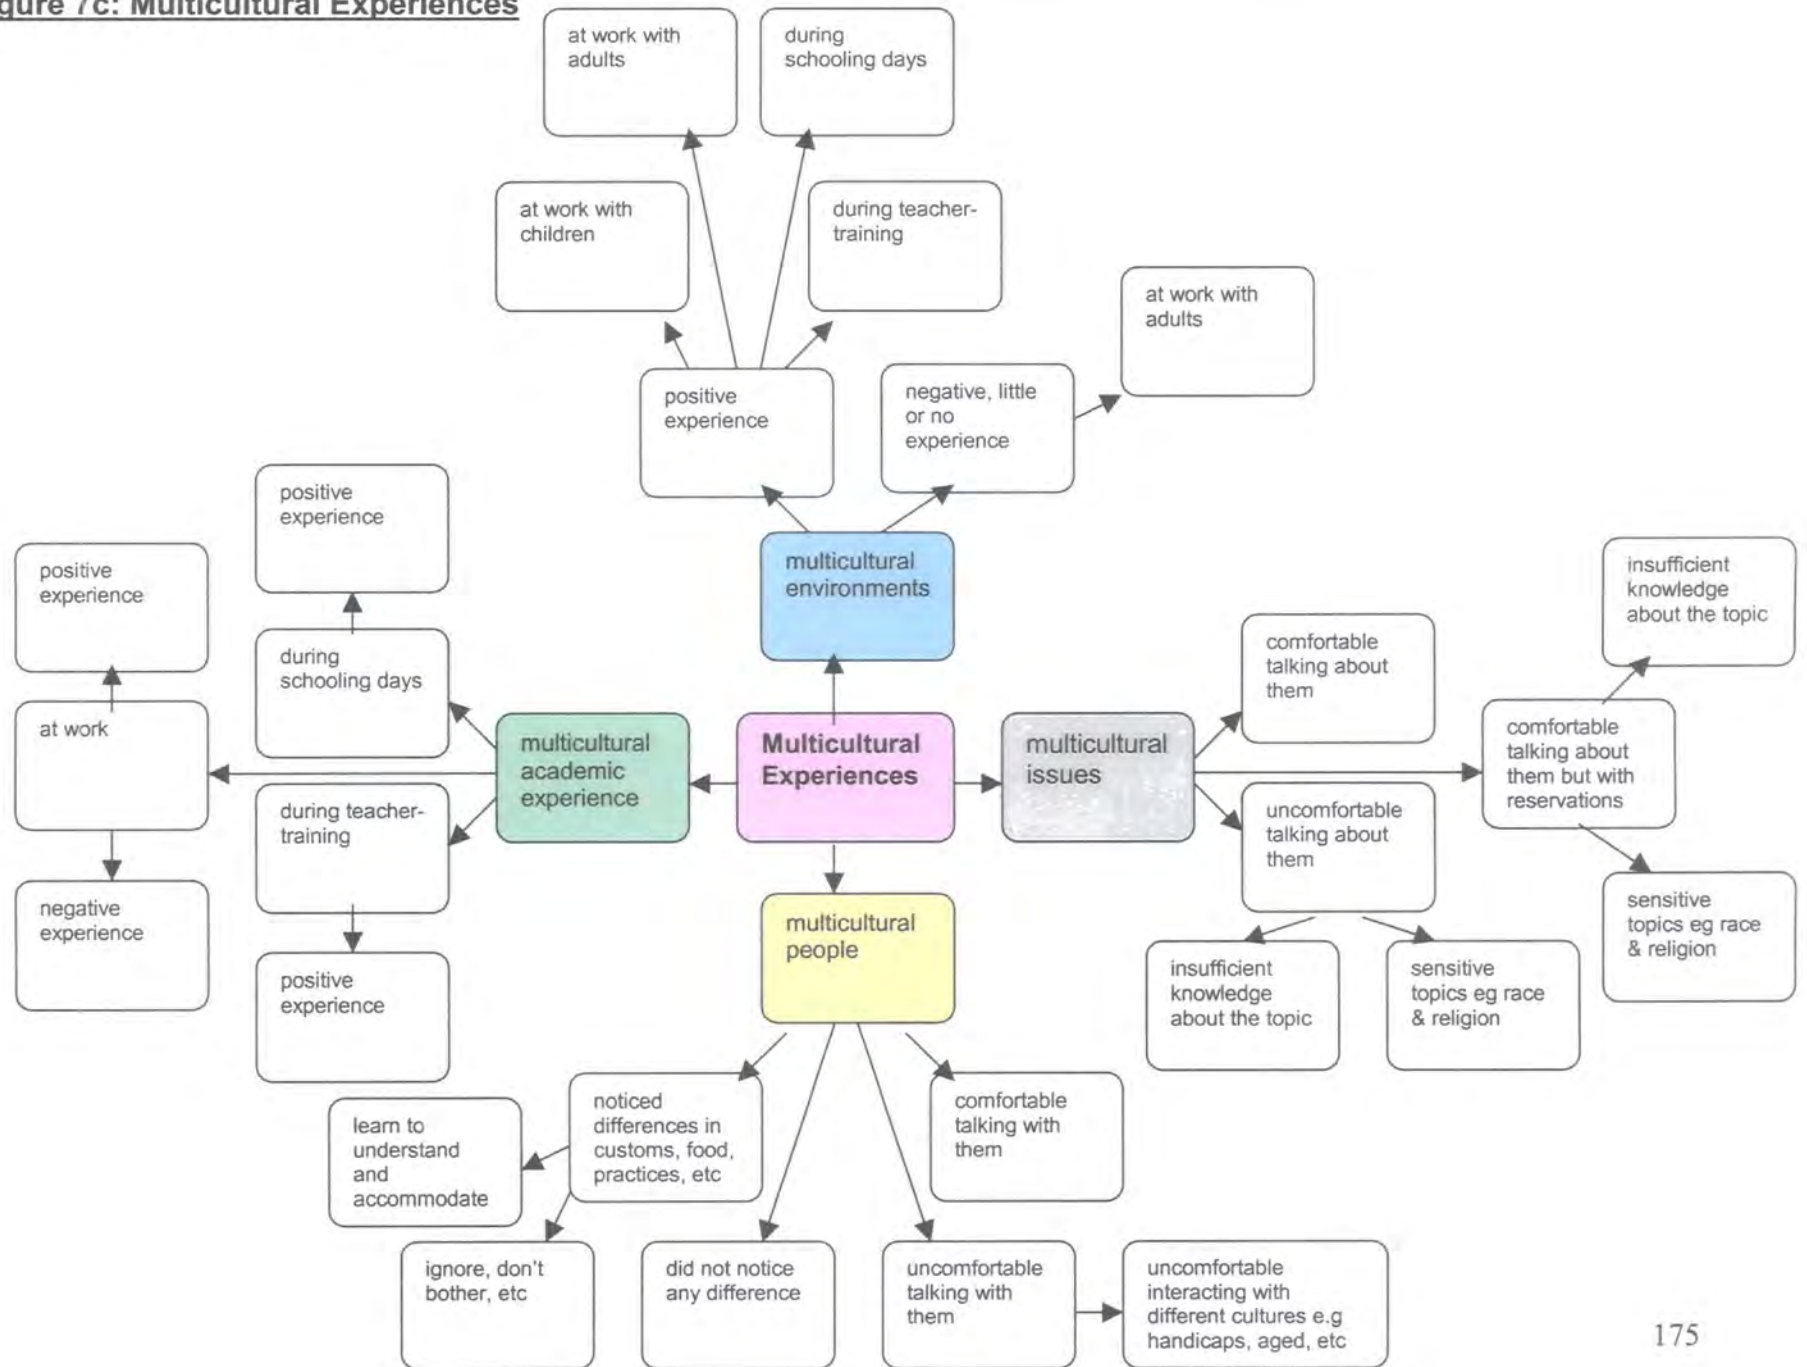 gure 7c: Multicultural Experiences
at work with
adults
during
schooling days
at work with
children
during teacher-
training
at work with
adults
positive
experience
negative, little
or no
experience
positive
experience
positive
experience
multicultural
environments
insufficient
knowledge
about the topic
during
schooling days
comfortable
talking about
them
at work
multicultural
academic
experience
Multicultural
Experiences
multicultural
issues
comfortable
talking about
them but with
reservations
during teacher-
training
uncomfortable
talking about
them
negative
experience
multicultural
people
sensitive
topics eg race
& religion
positive
experience
insufficient
knowledge
about the topic
sensitive
topics eg race
& religion
learn to
understand
and
accommodate
noticed
differences in
customs, food,
practices, etc
comfortable
talking with
them
ignore, don't
bother, etc
did not notice
any difference
uncomfortable
talking with
them
uncomfortable
interacting with
different cultures e.g
handicaps, aged, etc
175